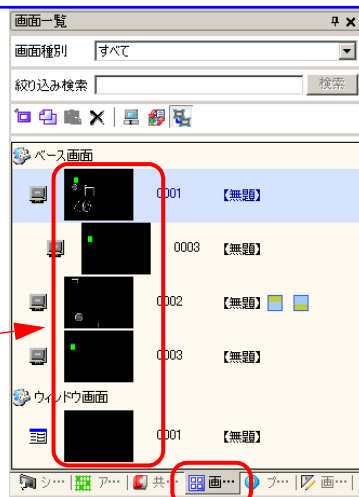 画面一覧
画面種別 すべて
絞り込み検索 検索
ベース画面
0001 【無題】
0003 【無題】
0002 【無題】
0003 【無題】
ウィンドウ画面
0001 【無題】
シ… ア… 共… 画… プ… 画…